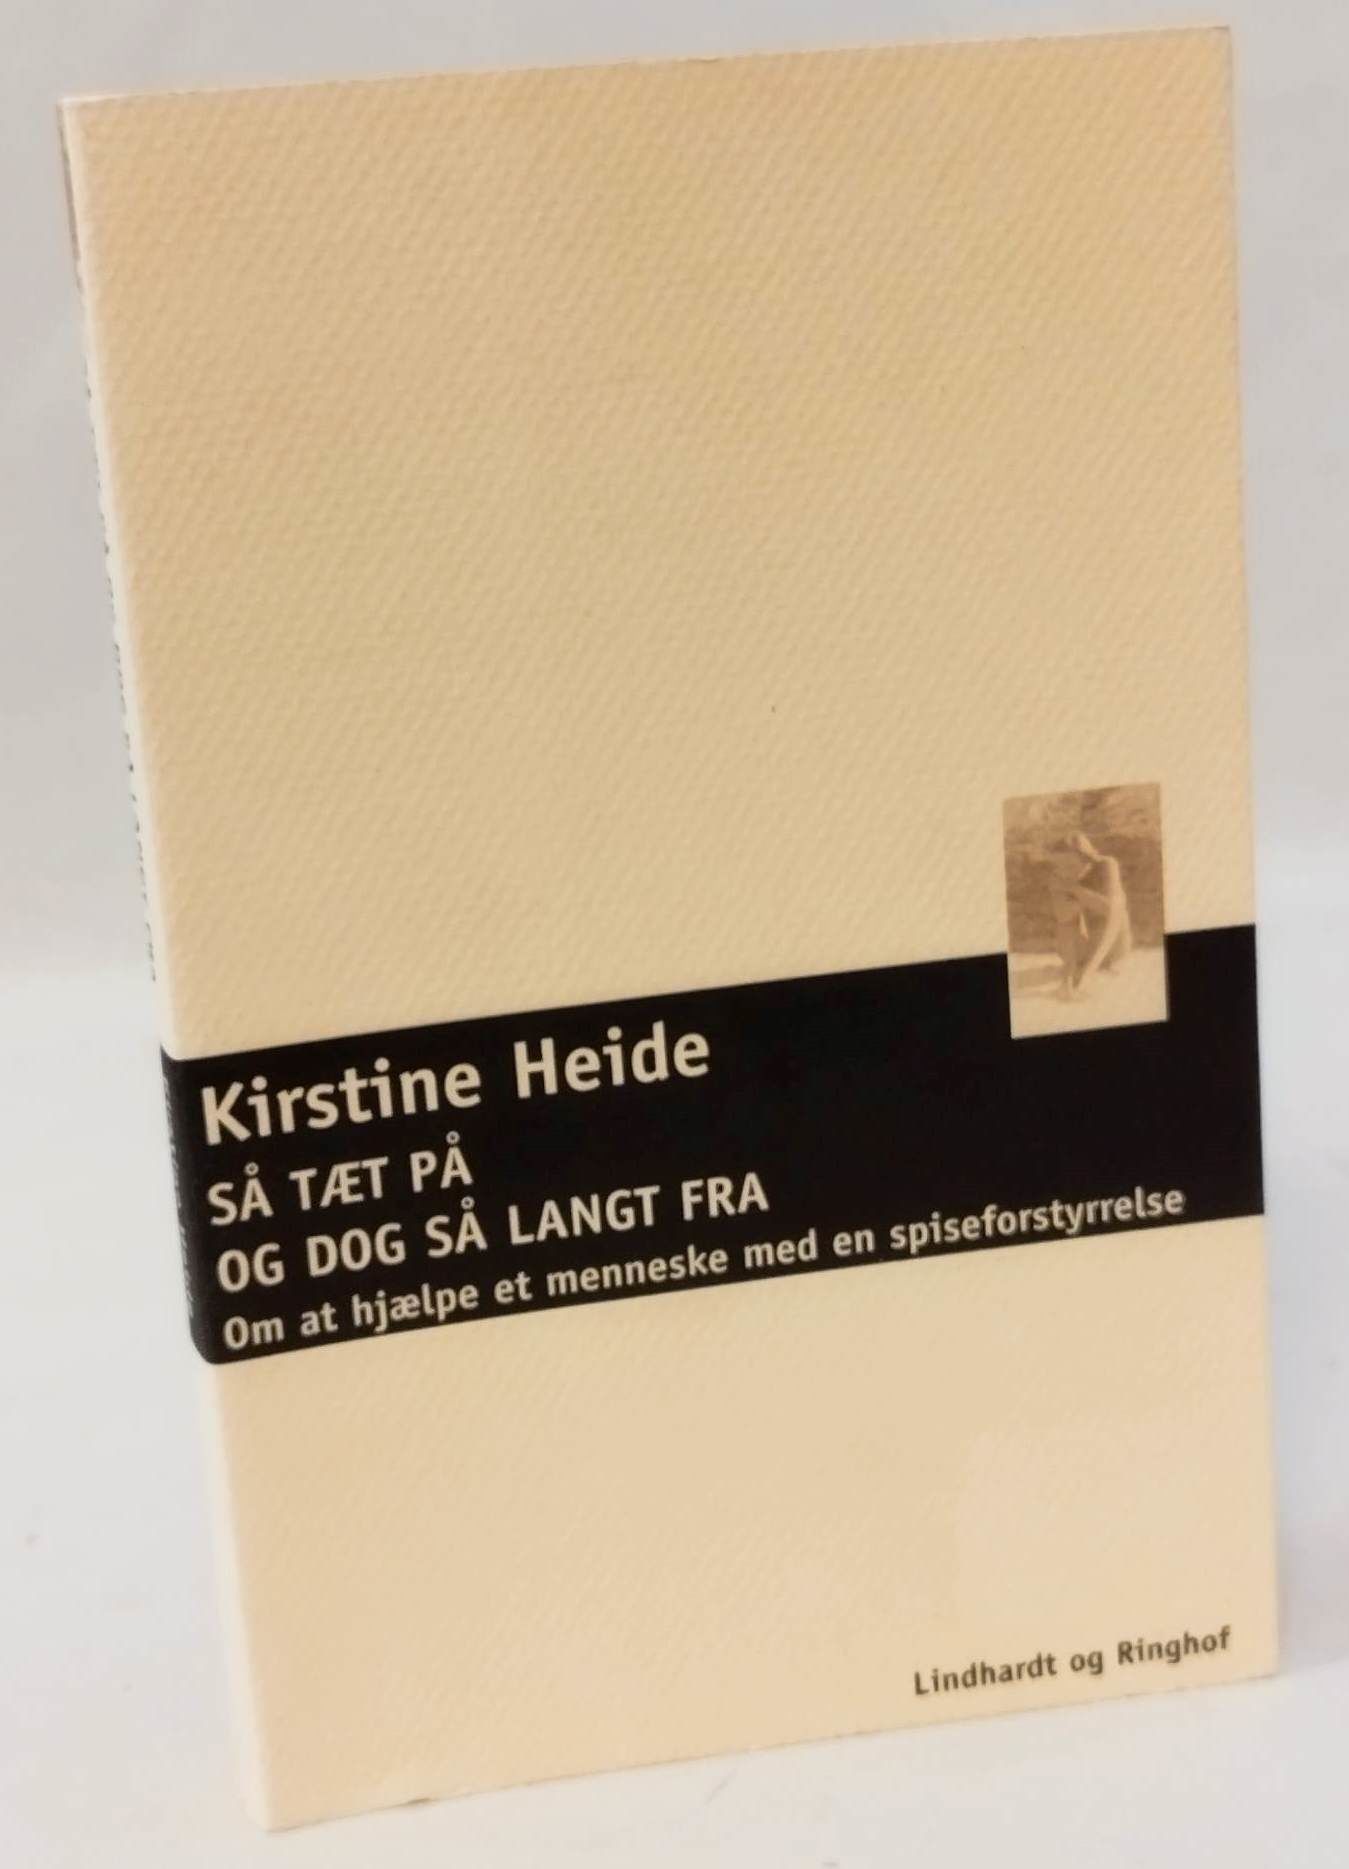 Kirstine Heide
SÅ TÆT PÅ
OG DOG SÅ LANGT FRA
Om at hjælpe et menneske med en spiseforstyrrelse
Lindhardt og Ringhof